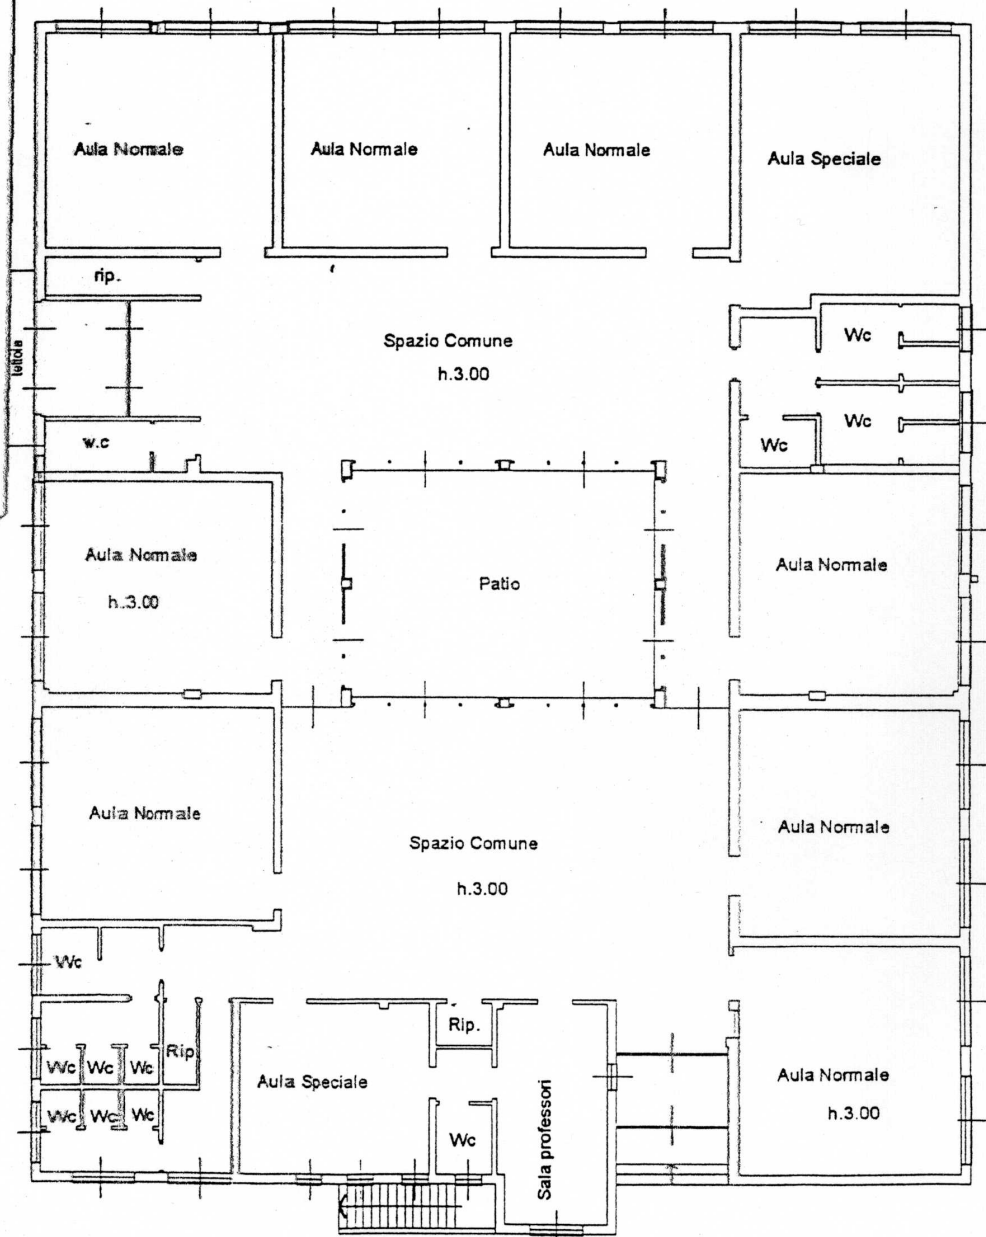 Aula Normale
Aula Normale
Aula Normale
Aula Speciale
rip.
Spazio Comune
h.3.00
Wc
tettoia
w.c
Wc
Wc
Aula Normale
h.3.00
Patio
Aula Normale
Aula Normale
Spazio Comune
h.3.00
Aula Normale
Wc
Rip.
Rip
Wc
Wc
Wc
Aula Speciale
Wc
Wc
Wc
Wc
Sala professori
Aula Normale
h.3.00